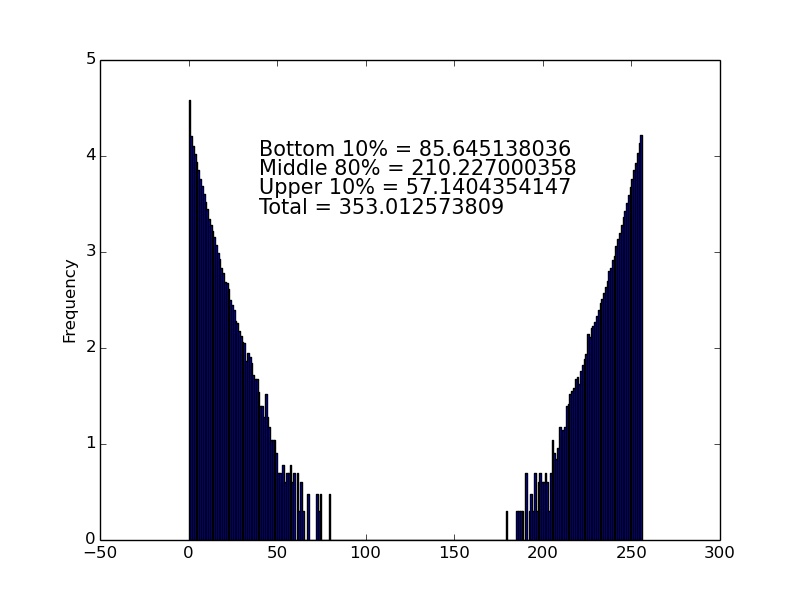 5
4
3
2
1
0
Frequency
Bottom 10% = 85.645138036
Middle 80% = 210.227000358
Upper 10% = 57.1404354147
Total = 353.012573809
−50 0 50 100 150 200 250 300